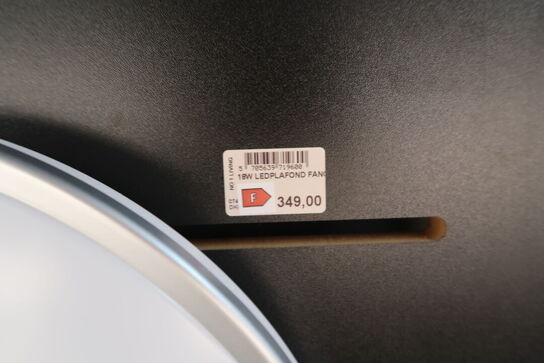 5 705639 719600
18W LEDPLAFOND FANO
F
349,00